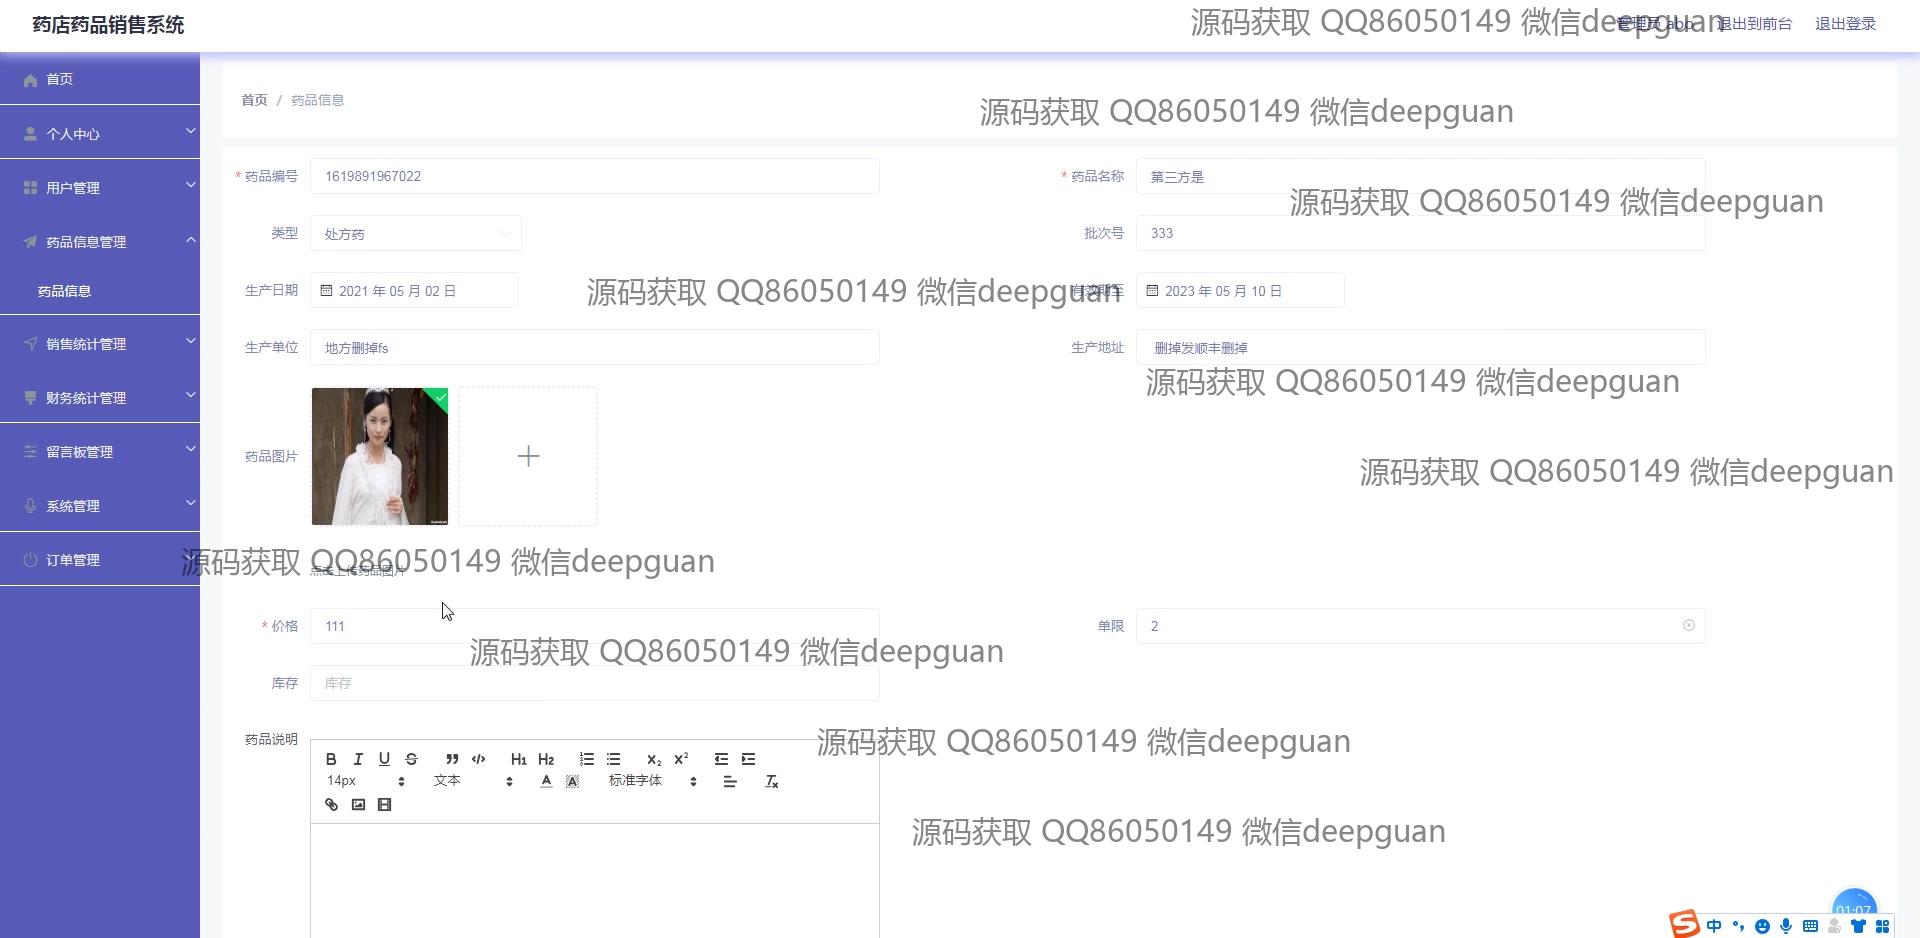 药店药品销售系统
源码获取 QQ86050149 微信deepguan
管理员 abo
退出到前台
退出登录
首页
个人中心
用户管理
药品信息管理
药品信息
销售统计管理
财务统计管理
留言板管理
系统管理
订单管理
首页 / 药品信息
源码获取 QQ86050149 微信deepguan
* 药品编号 1619891967022
* 药品名称 第三方是
源码获取 QQ86050149 微信deepguan
类型 处方药
批次号 333
生产日期 2021 年 05 月 02 日
源码获取 QQ86050149 微信deepguan
有效期至 2023 年 05 月 10 日
生产单位 地方删掉fs
生产地址 删掉发顺丰删掉
源码获取 QQ86050149 微信deepguan
药品图片
源码获取 QQ86050149 微信deepguan
源码获取 QQ86050149 微信deepguan
点击上传药品图片
* 价格 111
单限 2
源码获取 QQ86050149 微信deepguan
库存 库存
药品说明
源码获取 QQ86050149 微信deepguan
B I U S H1 H2 x2 x2
14px 文本 A A 标准字体 Tx
源码获取 QQ86050149 微信deepguan
01:07
S 中